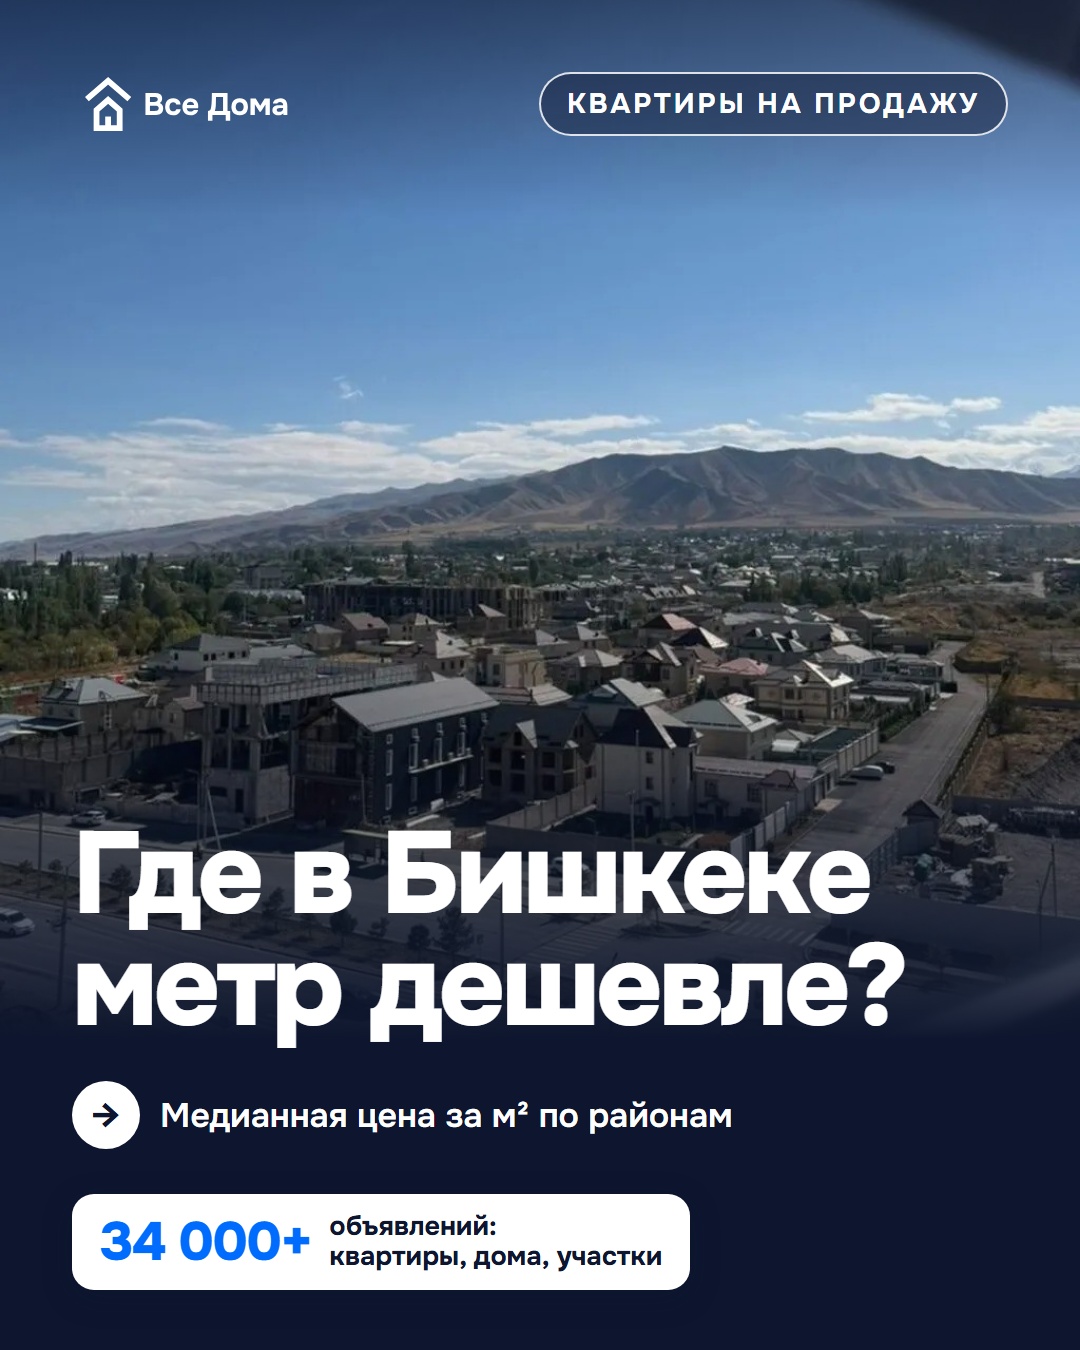 Все Дома
КВАРТИРЫ НА ПРОДАЖУ
Где в Бишкеке
метр дешевле?
Медианная цена за м² по районам
34 000+
объявлений:
квартиры, дома, участки